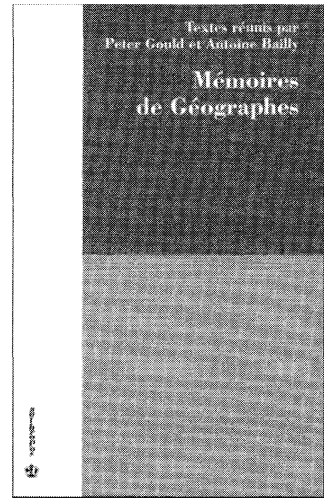 Textes réunis par
Peter Gould et Antoine Bailly
Mémoires
de Géographes